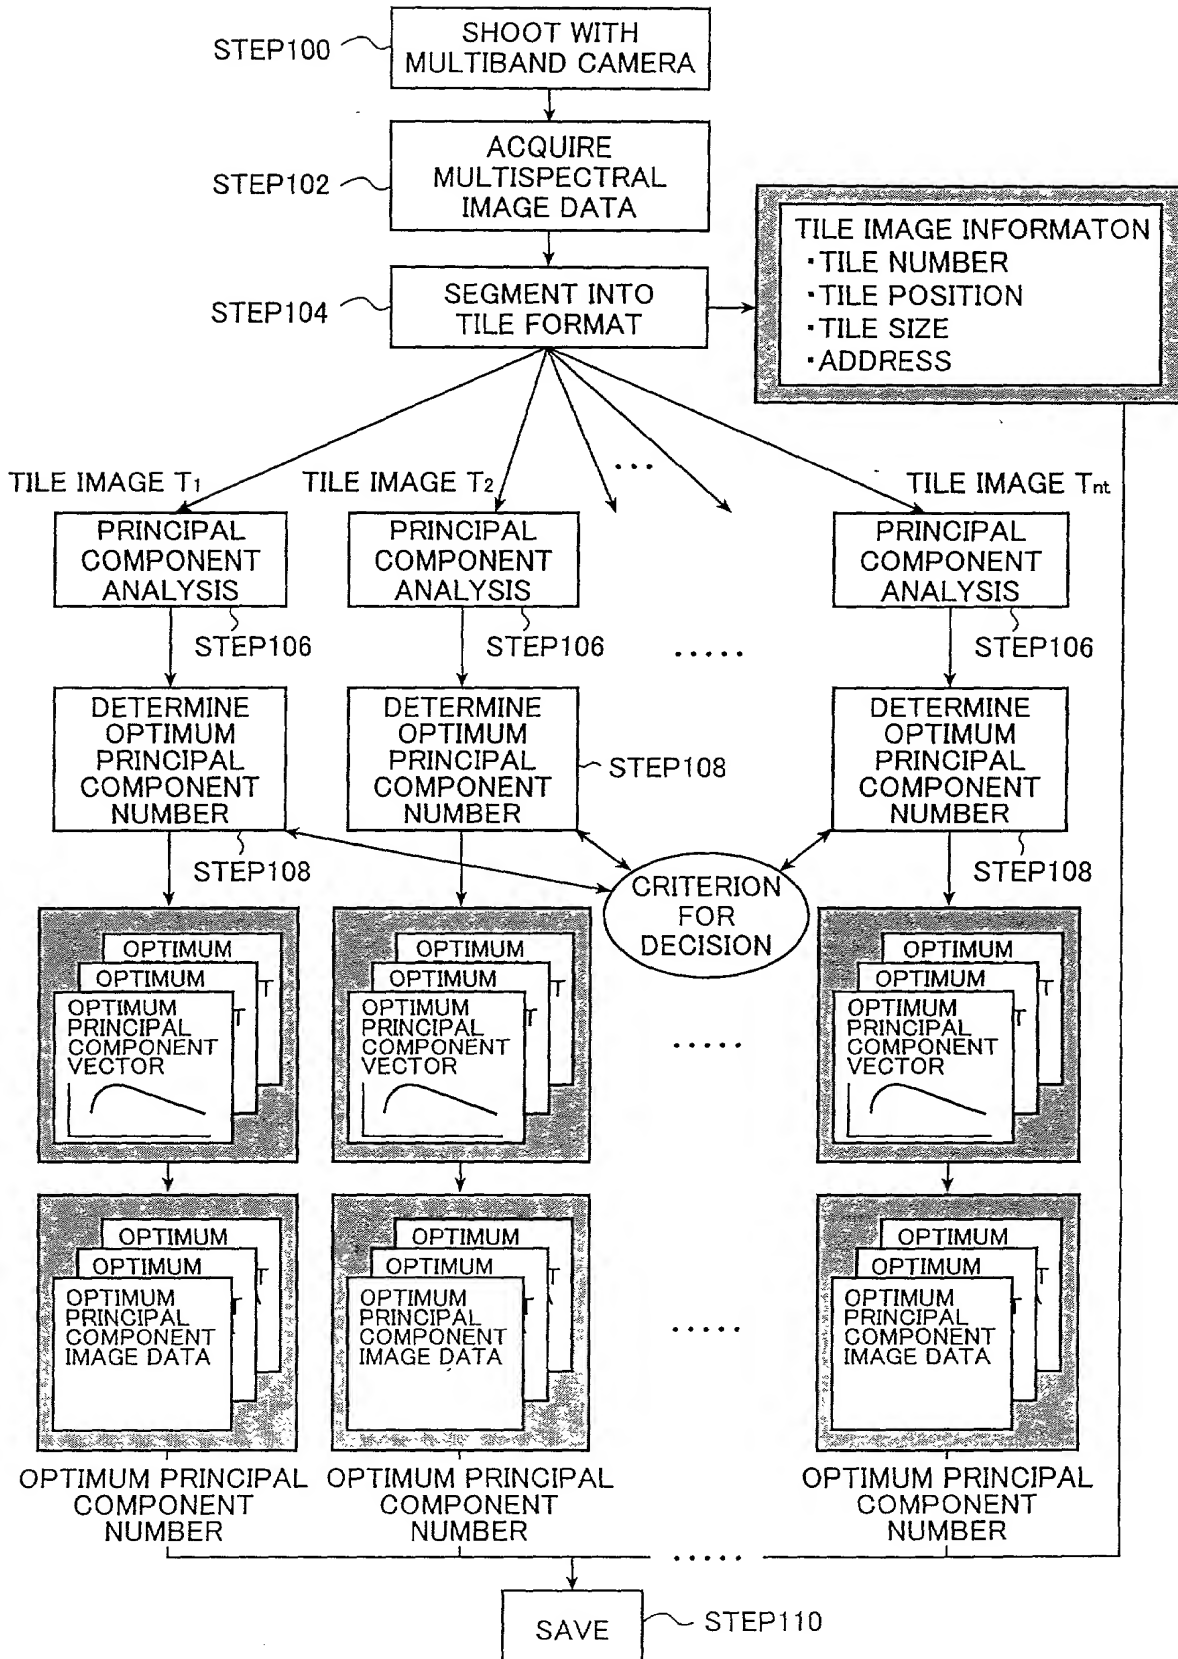 STEP100
SHOOT WITH
MULTIBAND CAMERA
STEP102
ACQUIRE
MULTISPECTRAL
IMAGE DATA
STEP104
SEGMENT INTO
TILE FORMAT
TILE IMAGE INFORMATON
・TILE NUMBER
・TILE POSITION
・TILE SIZE
・ADDRESS
...
TILE IMAGE T1
TILE IMAGE T2
TILE IMAGE Tnt
PRINCIPAL
COMPONENT
ANALYSIS
PRINCIPAL
COMPONENT
ANALYSIS
PRINCIPAL
COMPONENT
ANALYSIS
STEP106
STEP106
.....
STEP106
DETERMINE
OPTIMUM
PRINCIPAL
COMPONENT
NUMBER
DETERMINE
OPTIMUM
PRINCIPAL
COMPONENT
NUMBER
STEP108
DETERMINE
OPTIMUM
PRINCIPAL
COMPONENT
NUMBER
STEP108
CRITERION
FOR
DECISION
STEP108
OPTIMUM
OPTIMUM
T
OPTIMUM
PRINCIPAL
COMPONENT
VECTOR
T
OPTIMUM
OPTIMUM
T
OPTIMUM
PRINCIPAL
COMPONENT
VECTOR
T
.....
OPTIMUM
OPTIMUM
T
OPTIMUM
PRINCIPAL
COMPONENT
VECTOR
T
OPTIMUM
OPTIMUM
T
OPTIMUM
PRINCIPAL
COMPONENT
IMAGE DATA
T
OPTIMUM
OPTIMUM
T
OPTIMUM
PRINCIPAL
COMPONENT
IMAGE DATA
T
.....
OPTIMUM
OPTIMUM
T
OPTIMUM
PRINCIPAL
COMPONENT
IMAGE DATA
T
OPTIMUM PRINCIPAL
COMPONENT
NUMBER
OPTIMUM PRINCIPAL
COMPONENT
NUMBER
OPTIMUM PRINCIPAL
COMPONENT
NUMBER
.....
SAVE
STEP110